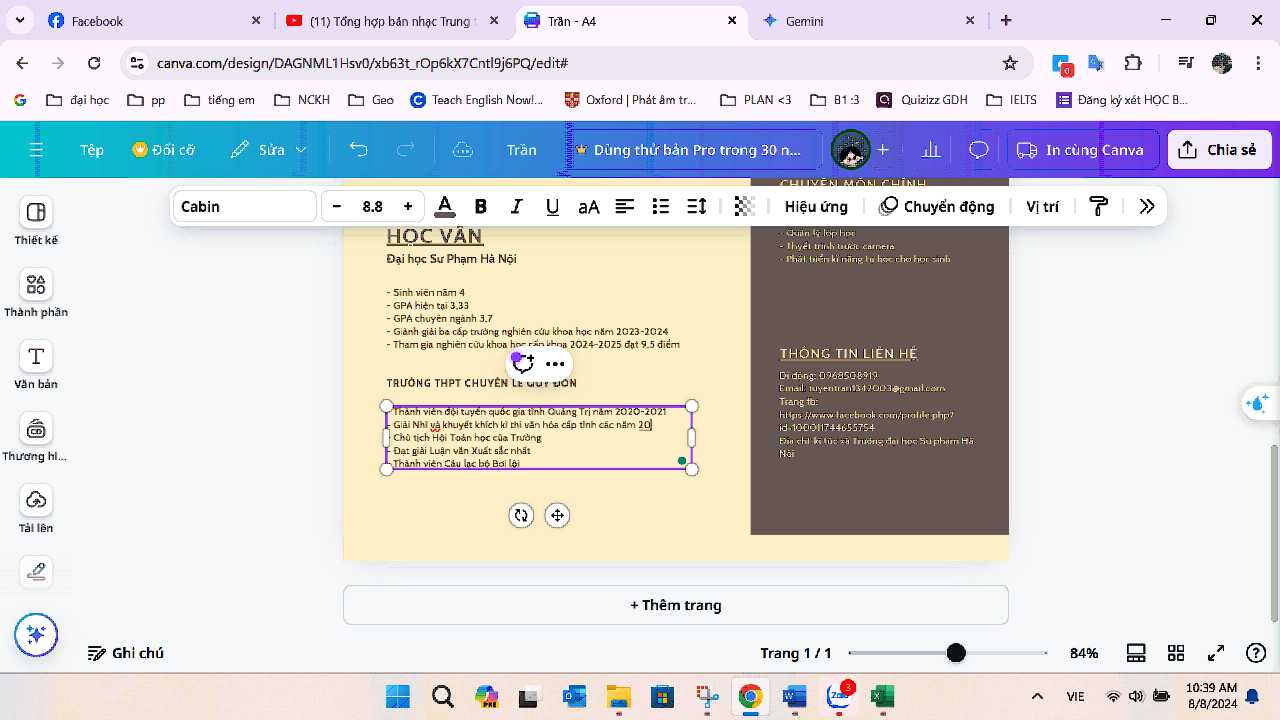 Facebook
(11) Tổng hợp bản nhạc Trung t
Trần - A4
Gemini
canva.com/design/DAGNML1H3r0/xb63t_rOp6kX7Cntl9j6PQ/edit#
đại học
pp
tiếng em
NCKH
Geo
Teach English Now!...
Oxford | Phát âm tr...
PLAN <3
B1 :3
Quizizz GDH
IELTS
Đăng ký xét HỌC B...
Tệp
Đổi cỡ
Sửa
Trần
Dùng thử bản Pro trong 30 n...
In cùng Canva
Chia sẻ
Cabin
8.8
A
B
I
U
aA
Hiệu ứng
Chuyển động
Vị trí
Thiết kế
Thành phần
Văn bản
Thương hi...
Tải lên
HỌC VẤN
Đại học Sư Phạm Hà Nội
- Sinh viên năm 4
- GPA hiện tại 3,33
- GPA chuyên ngành 3,7
- Giành giải ba cấp trường nghiên cứu khoa học năm 2023-2024
- Tham gia nghiên cứu khoa học cấp khoa 2024-2025 đạt 9,5 điểm
TRƯỜNG THPT CHUYÊN LÊ QUÝ ĐÔN
- Thành viên đội tuyển quốc gia tỉnh Quảng Trị năm 2020-2021
- Giải Nhì và khuyết khích kì thi văn hóa cấp tỉnh các năm 20
- Chủ tịch Hội Toán học của Trường
- Đạt giải Luận văn Xuất sắc nhất
- Thành viên Câu lạc bộ Bơi lội
CHUYÊN MÔN CHÍNH
- Quản lý lớp học
- Thuyết trình trước camera
- Phát triển kĩ năng tự học cho học sinh
THÔNG TIN LIÊN HỆ
Di động: 0968508919
Email: tuyentran1342003@gmail.com
Trang fb:
https://www.facebook.com/profile.php?
id=100011744655754
Địa chỉ: kí túc xá Trường đại học Sư phạm Hà
Nội
+ Thêm trang
Ghi chú
Trang 1 / 1
84%
VIE
10:39 AM
8/8/2024